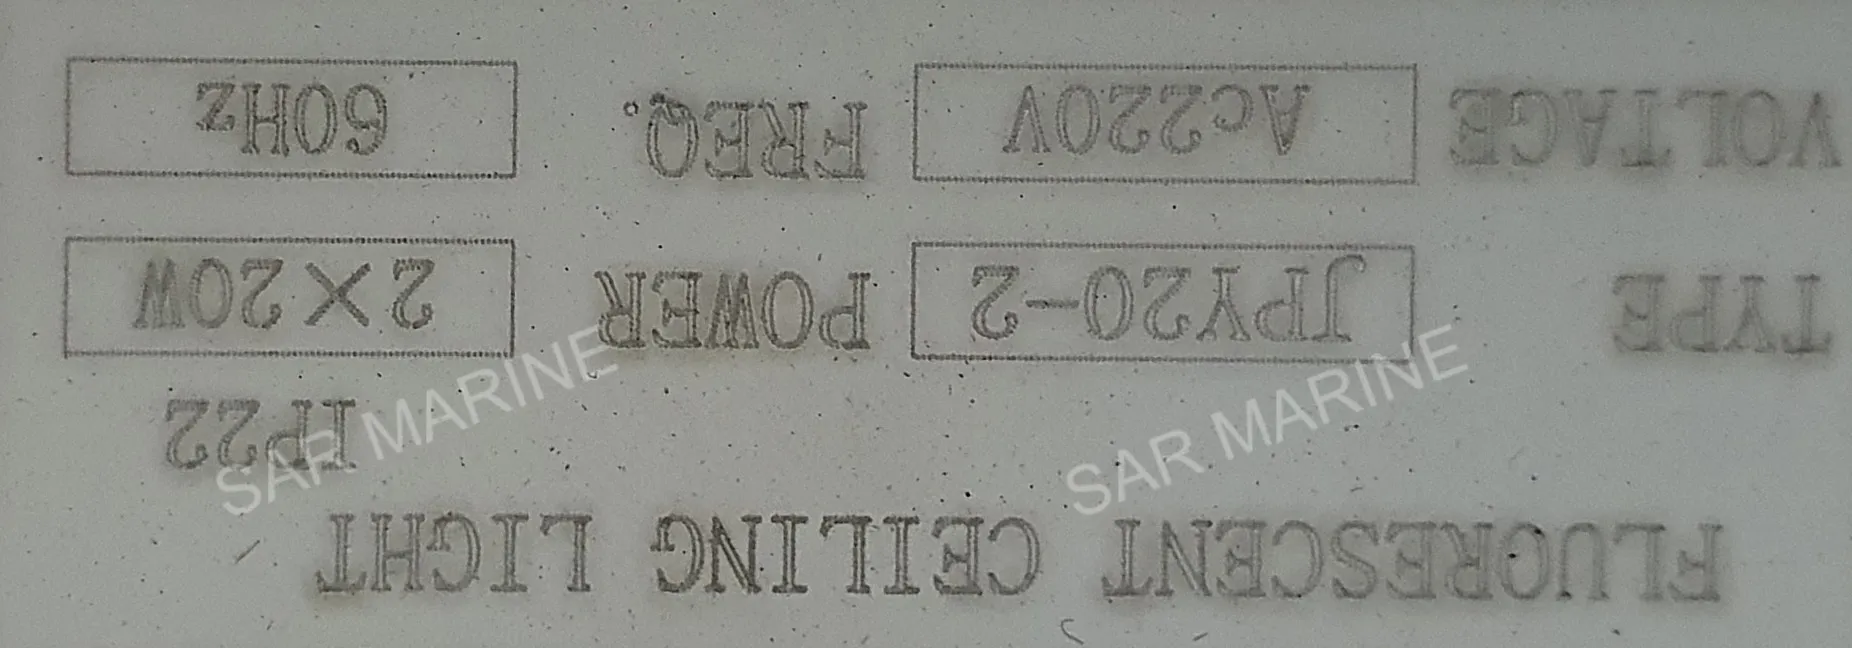 FLUORESCENT CEILING LIGHT
IP22
TYPE JPY20-2 POWER 2×20W
VOLTAGE Ac220V FREQ. 60Hz
SAR MARINE
SAR MARINE